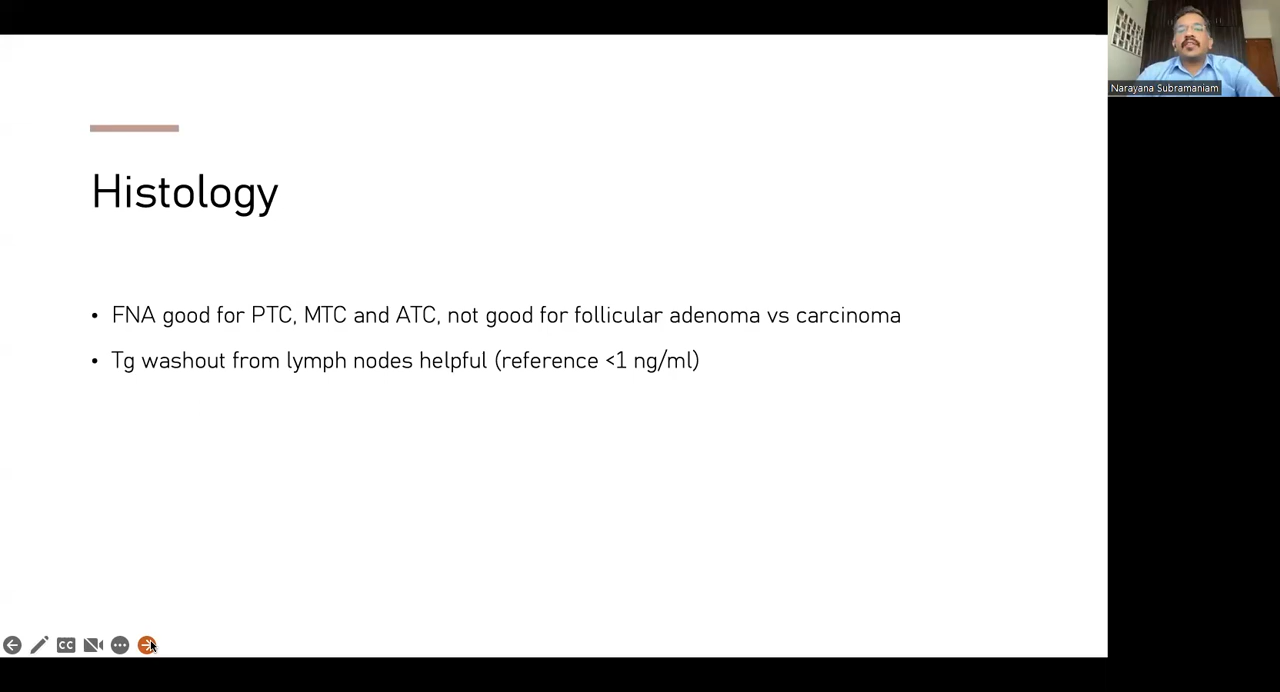 Narayana Subramaniam
Histology
• FNA good for PTC, MTC and ATC, not good for follicular adenoma vs carcinoma
• Tg washout from lymph nodes helpful (reference <1 ng/ml)
CC